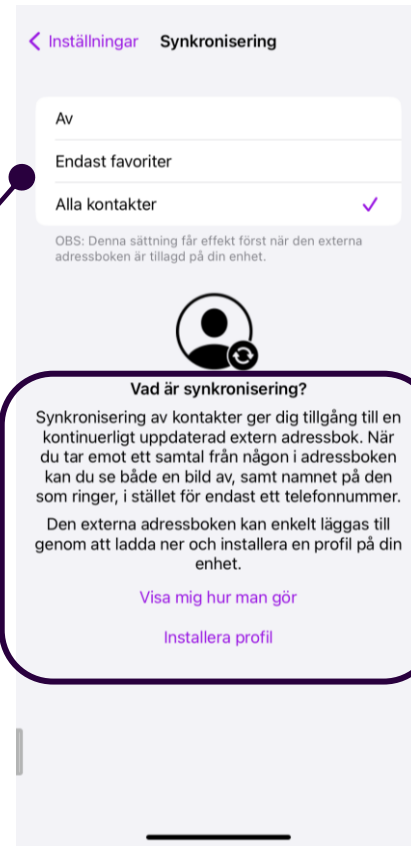 Inställningar Synkronisering
Av
Endast favoriter
Alla kontakter
OBS: Denna sättning får effekt först när den externa
adressboken är tillagd på din enhet.
Vad är synkronisering?
Synkronisering av kontakter ger dig tillgång till en
kontinuerligt uppdaterad extern adressbok. När
du tar emot ett samtal från någon i adressboken
kan du se både en bild av, samt namnet på den
som ringer, i stället för endast ett telefonnummer.
Den externa adressboken kan enkelt läggas till
genom att ladda ner och installera en profil på din
enhet.
Visa mig hur man gör
Installera profil